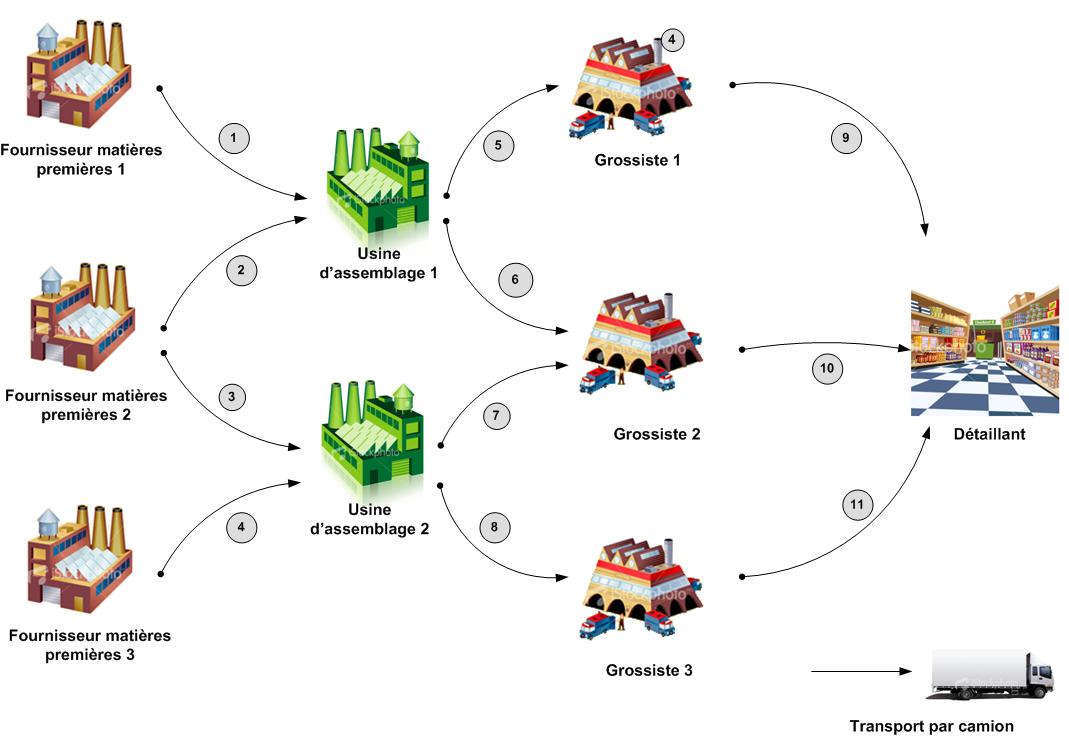 4
1
5
9
Fournisseur matières
premières 1
Grossiste 1
Usine
d'assemblage 1
2
6
10
Fournisseur matières
premières 2
3
7
Grossiste 2
Détaillant
Usine
d'assemblage 2
4
8
11
Fournisseur matières
premières 3
Grossiste 3
Transport par camion